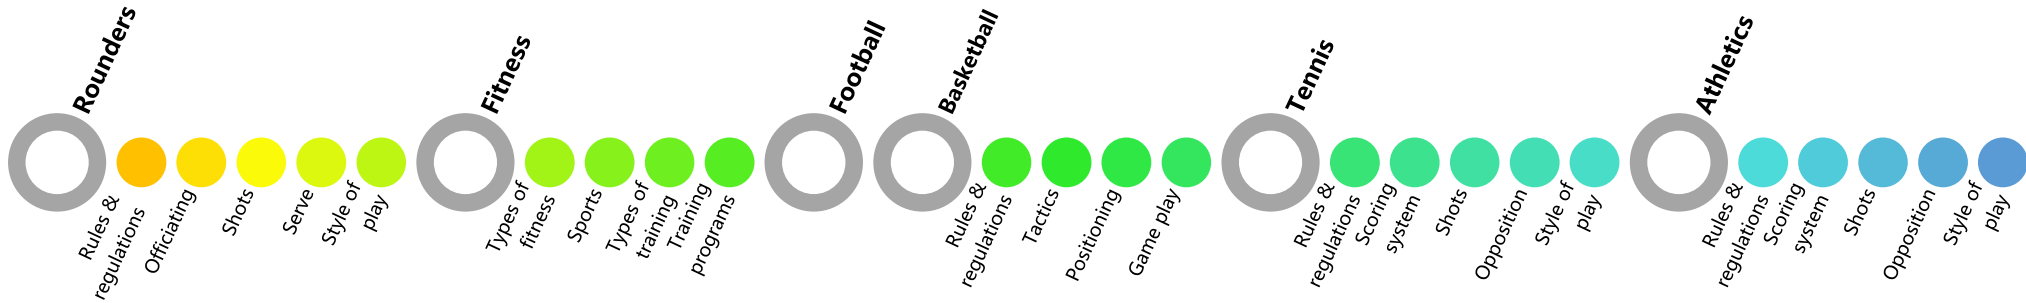 Rounders
Rules &
regulations
Officiating
Shots
Serve
Style of
play
Fitness
Types of
fitness
Sports
Types of
training
Training
programs
Football
Basketball
Rules &
regulations
Tactics
Positioning
Game play
Tennis
Rules &
regulations
Scoring
system
Shots
Opposition
Style of
play
Athletics
Rules &
regulations
Scoring
system
Shots
Opposition
Style of
play